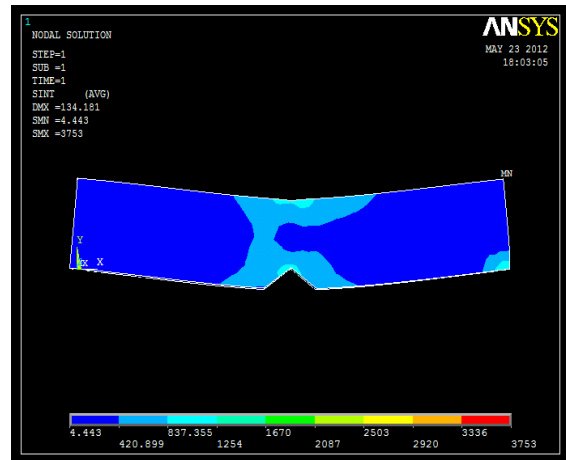 1
ANSYS
NODAL SOLUTION
MAY 23 2012
18:03:05
STEP=1
SUB =1
TIME=1
SINT (AVG)
DMX =134.181
SMN =4.443
SMX =3753
MN
Y
X X
4.443 837.355 1670 2503 3336
420.899 1254 2087 2920 3753